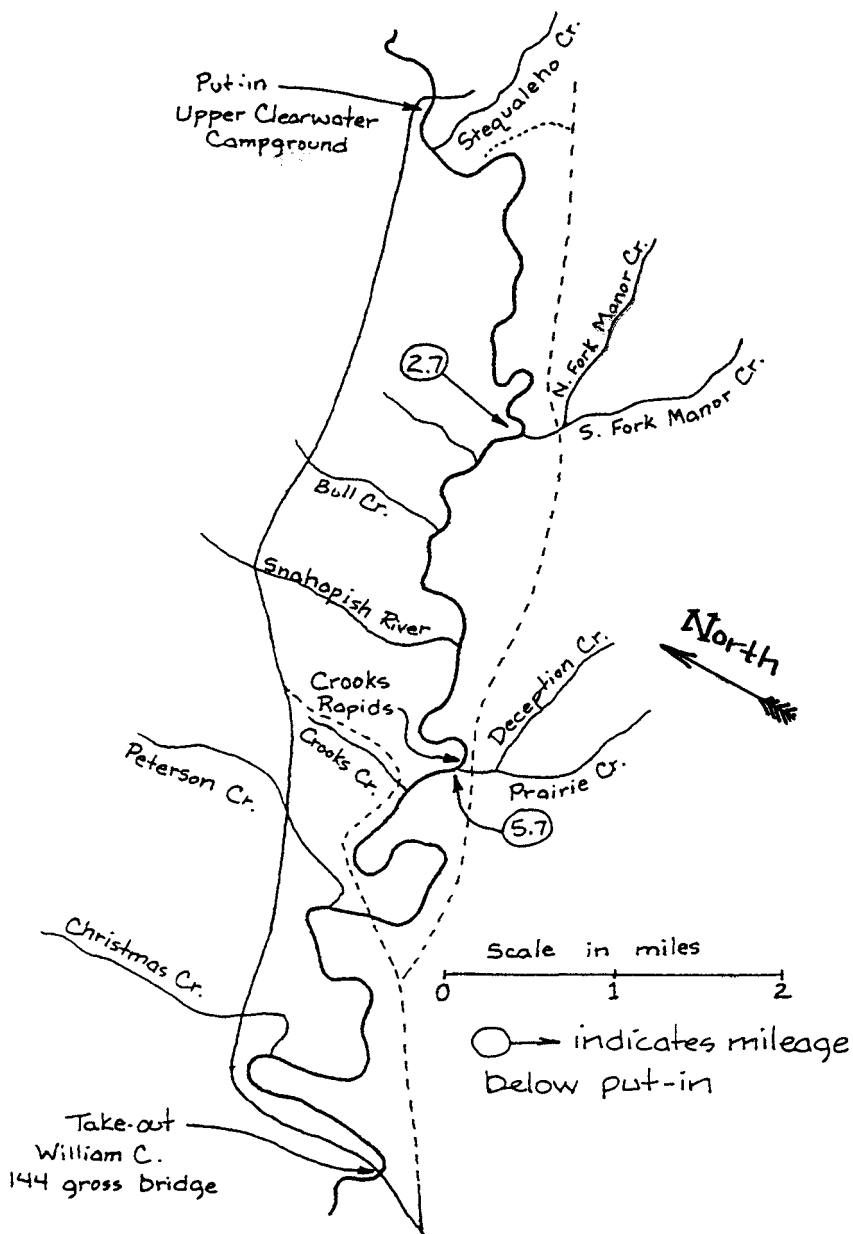 Put-in
Upper Clearwater
Campground
Stequaleho Cr.
N. Fork Manor Cr.
S. Fork Manor Cr.
2.7
Bull Cr.
Snahopish River
North
Crooks
Rapids
Deception Cr.
Crooks Cr.
Peterson Cr.
Prairie Cr.
5.7
Christmas Cr.
Scale in miles
0 1 2
indicates mileage
below put-in
Take-out
William C.
144 gross bridge